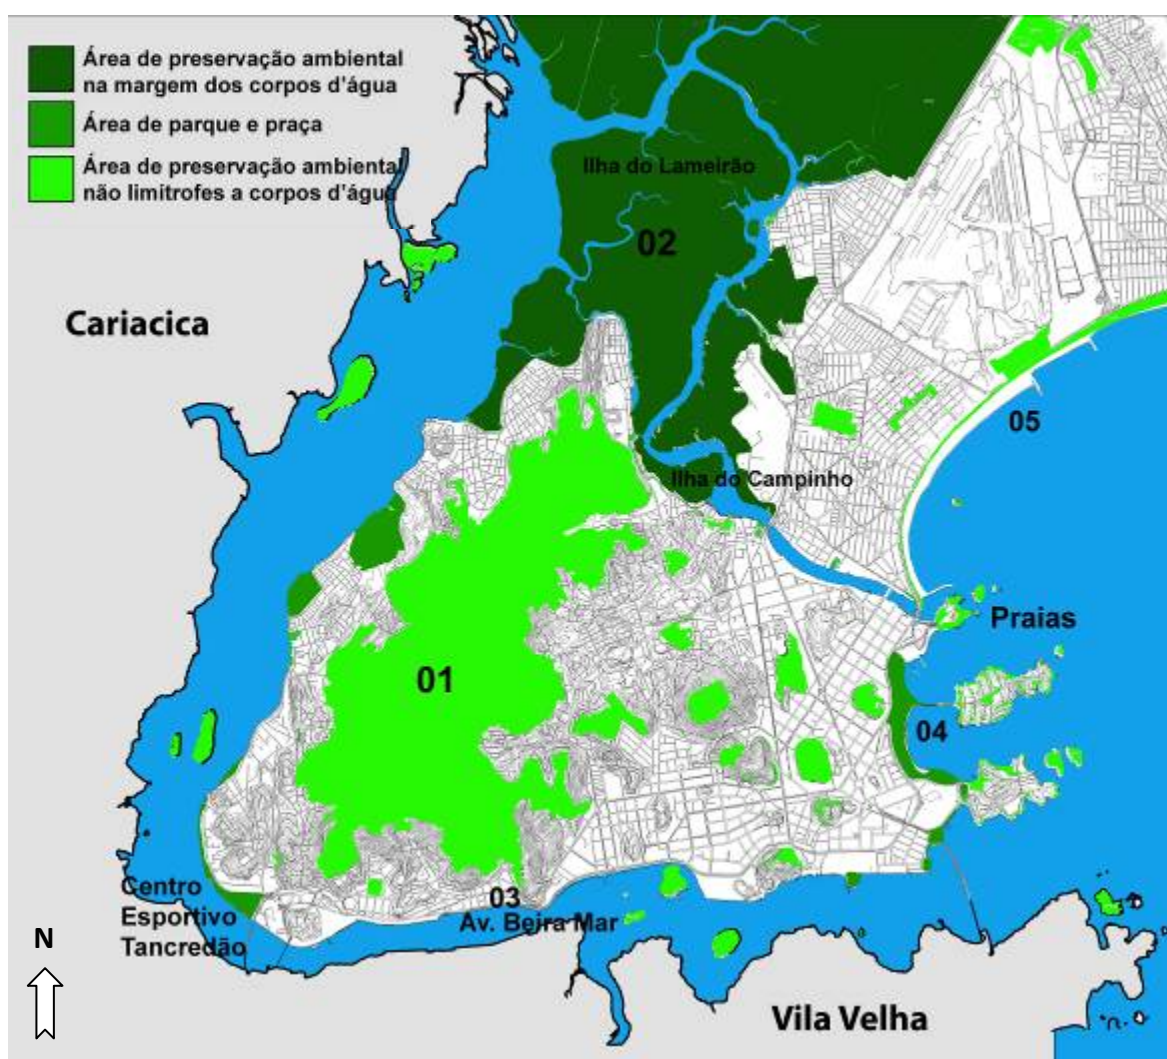 Área de preservação ambiental
na margem dos corpos d'água
Área de parque e praça
Área de preservação ambiental
não limítrofes a corpos d'água
Ilha do Lameirão
02
Cariacica
05
Ilha do Campinho
Praias
01
04
Centro
Esportivo
Tancredão
03
Av. Beira Mar
N
Vila Velha